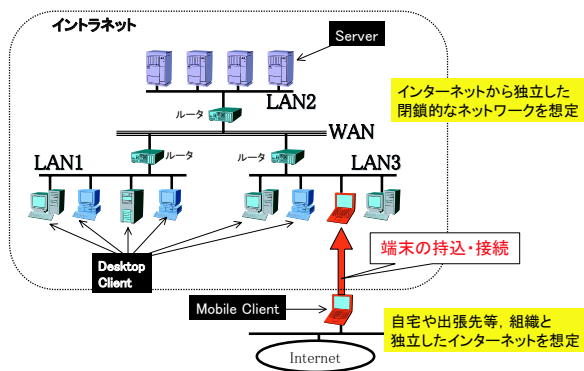 イントラネット
Server
LAN2
ルータ
インターネットから独立した
閉鎖的なネットワークを想定
WAN
ルータ
ルータ
LAN1
LAN3
端末の持込・接続
Desktop
Client
Mobile Client
自宅や出張先等，組織と
独立したインターネットを想定
Internet